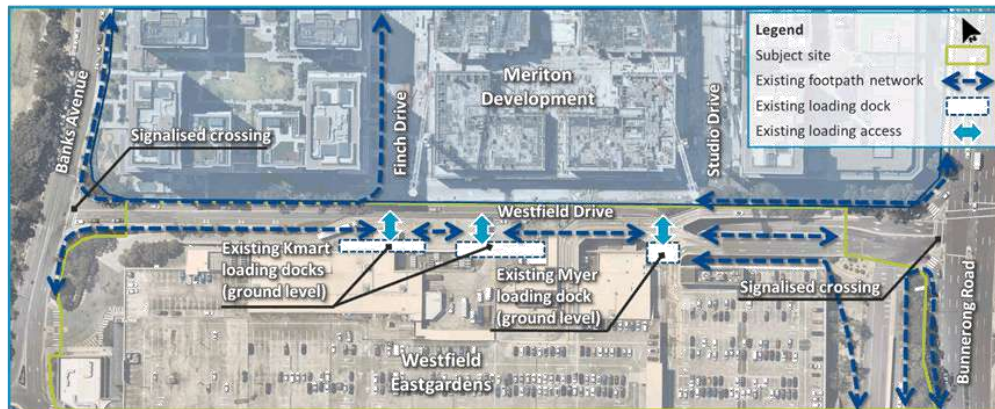 Legend
Subject site
Existing footpath network
Existing loading dock
Existing loading access
Meriton
Development
Banks Avenue
Signalised crossing
Finch Drive
Studio Drive
Westfield Drive
Existing Kmart
loading docks
(ground level)
Existing Myer
loading dock
(ground level)
Signalised crossing
Bunnerong Road
Westfield
Eastgardens